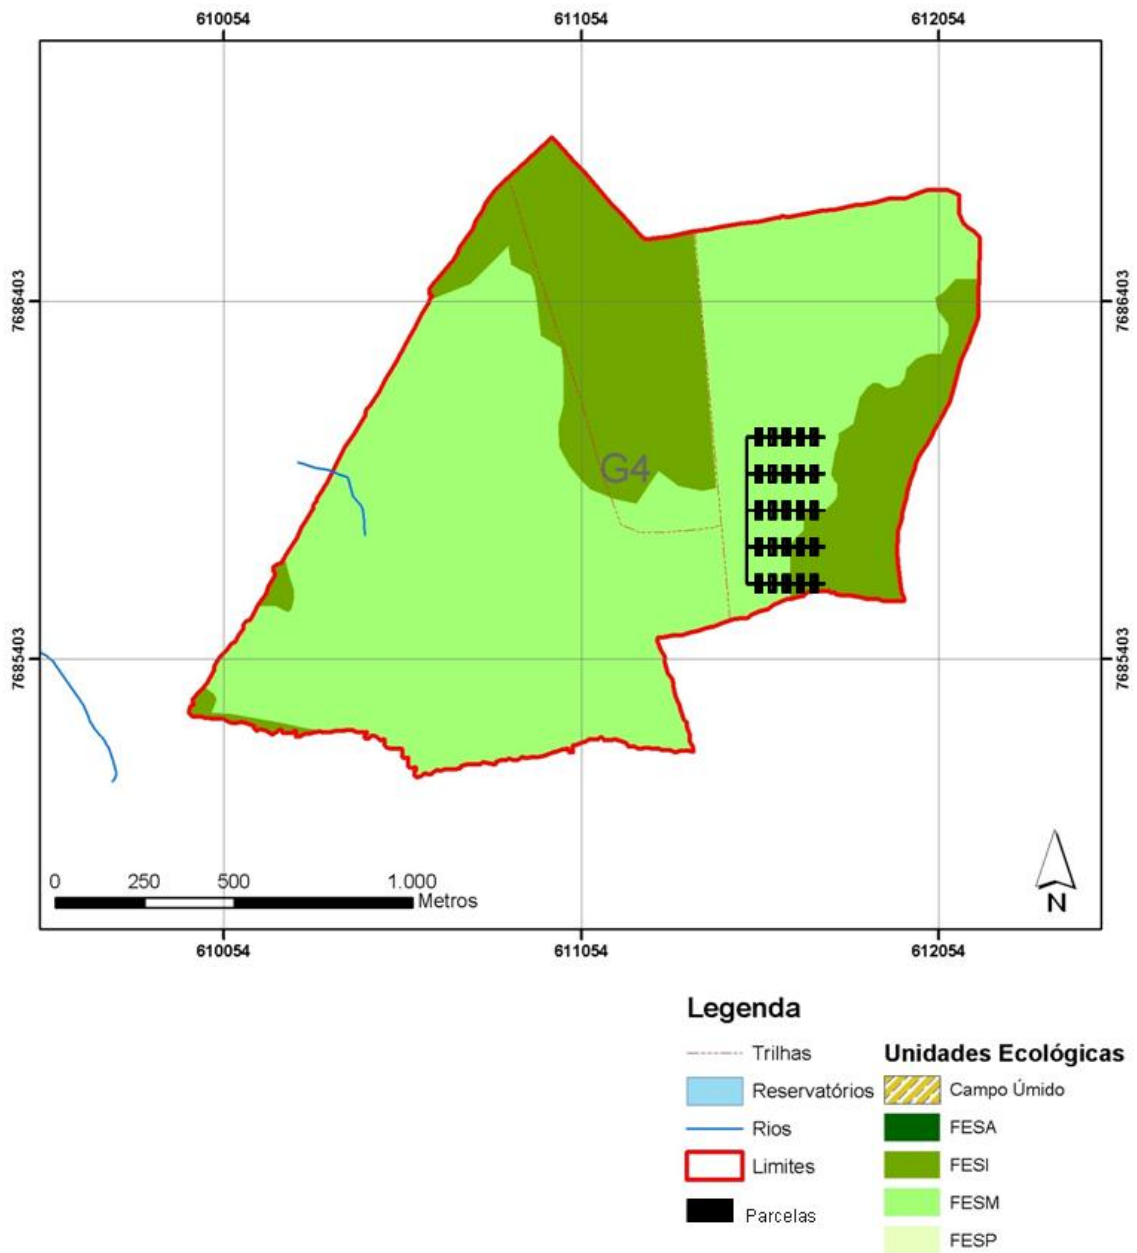 610054 611054 612054
7686403 7686403
G4
7685403 7685403
0 250 500 1.000
Metros
N
610054 611054 612054
Legenda
Trilhas
Reservatórios
Rios
Limites
Parcelas
Unidades Ecológicas
Campo Úmido
FESA
FESI
FESM
FESP